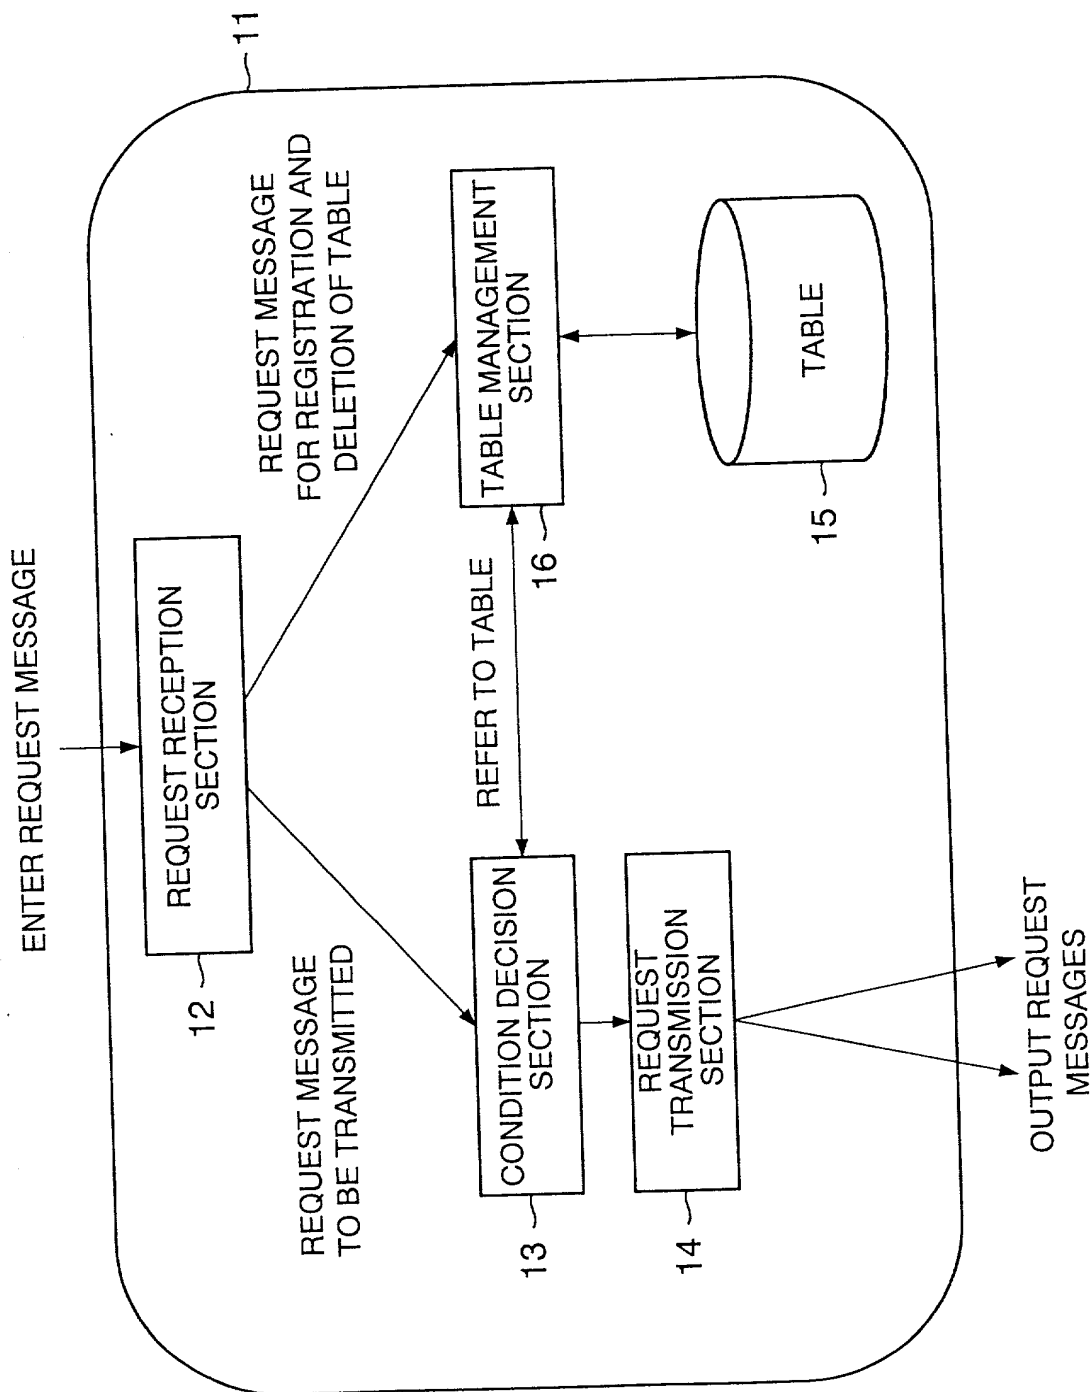 11
ENTER REQUEST MESSAGE
REQUEST RECEPTION
SECTION
12
REQUEST MESSAGE
FOR REGISTRATION AND
DELETION OF TABLE
REQUEST MESSAGE
TO BE TRANSMITTED
TABLE MANAGEMENT
SECTION
16
REFER TO TABLE
CONDITION DECISION
SECTION
13
REQUEST
TRANSMISSION
SECTION
14
TABLE
15
OUTPUT REQUEST
MESSAGES